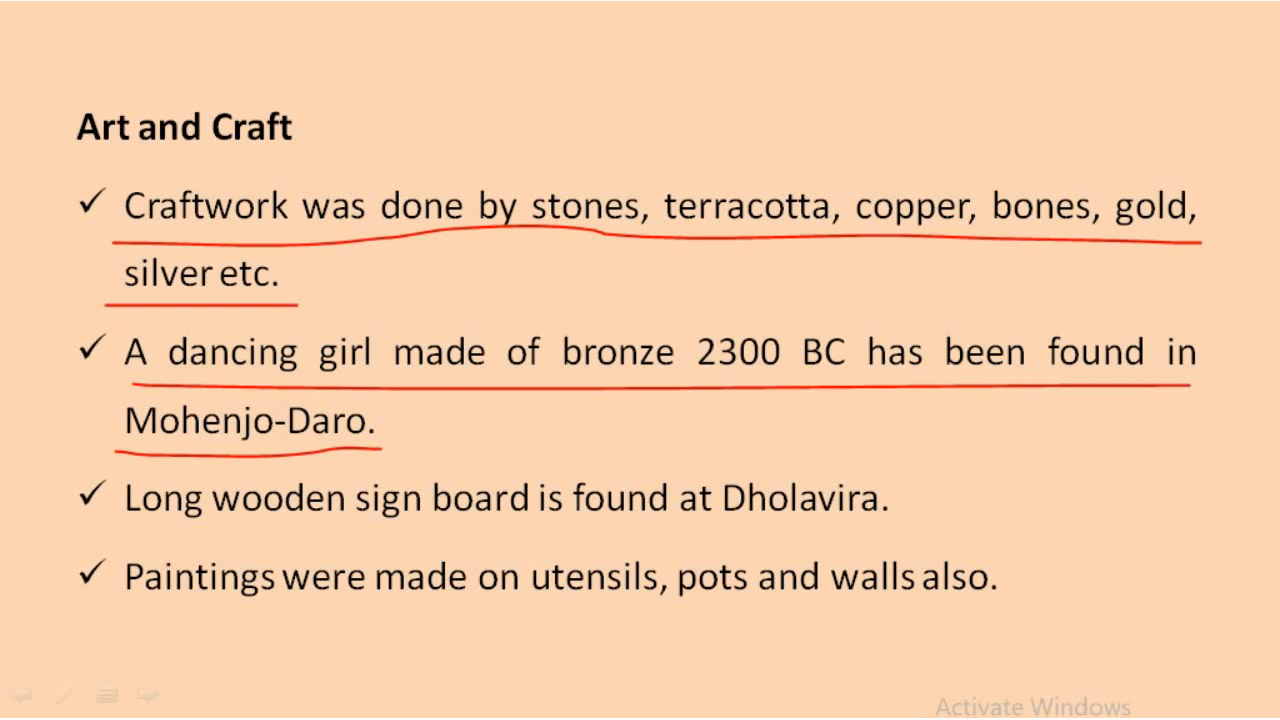 Art and Craft
✓ Craftwork was done by stones, terracotta, copper, bones, gold,
silver etc.
✓ A dancing girl made of bronze 2300 BC has been found in
Mohenjo-Daro.
✓ Long wooden sign board is found at Dholavira.
✓ Paintings were made on utensils, pots and walls also.
Activate Windows